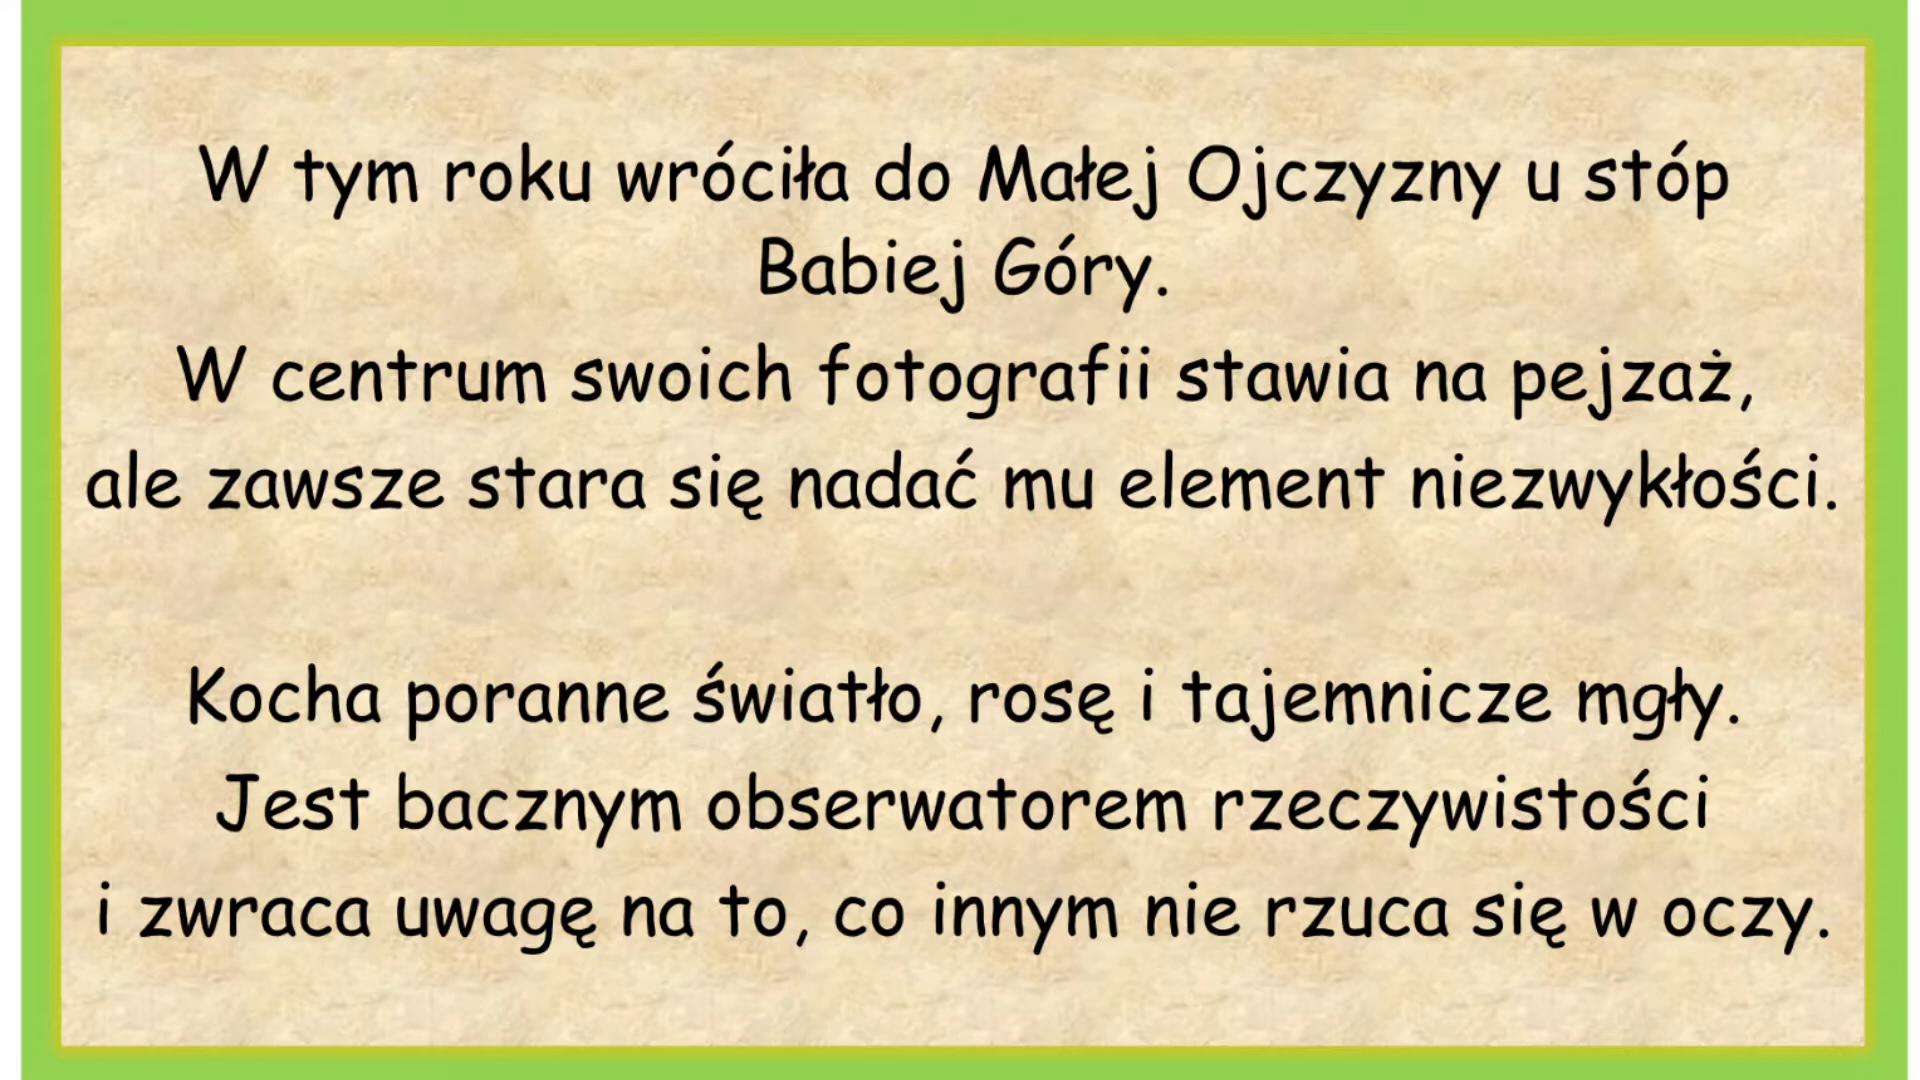 W tym roku wróciła do Małej Ojczyzny u stóp
Babiej Góry.
W centrum swoich fotografii stawia na pejzaż,
ale zawsze stara się nadać mu element niezwykłości.
Kocha poranne światło, rosę i tajemnicze mgły.
Jest bacznym obserwatorem rzeczywistości
i zwraca uwagę na to, co innym nie rzuca się w oczy.